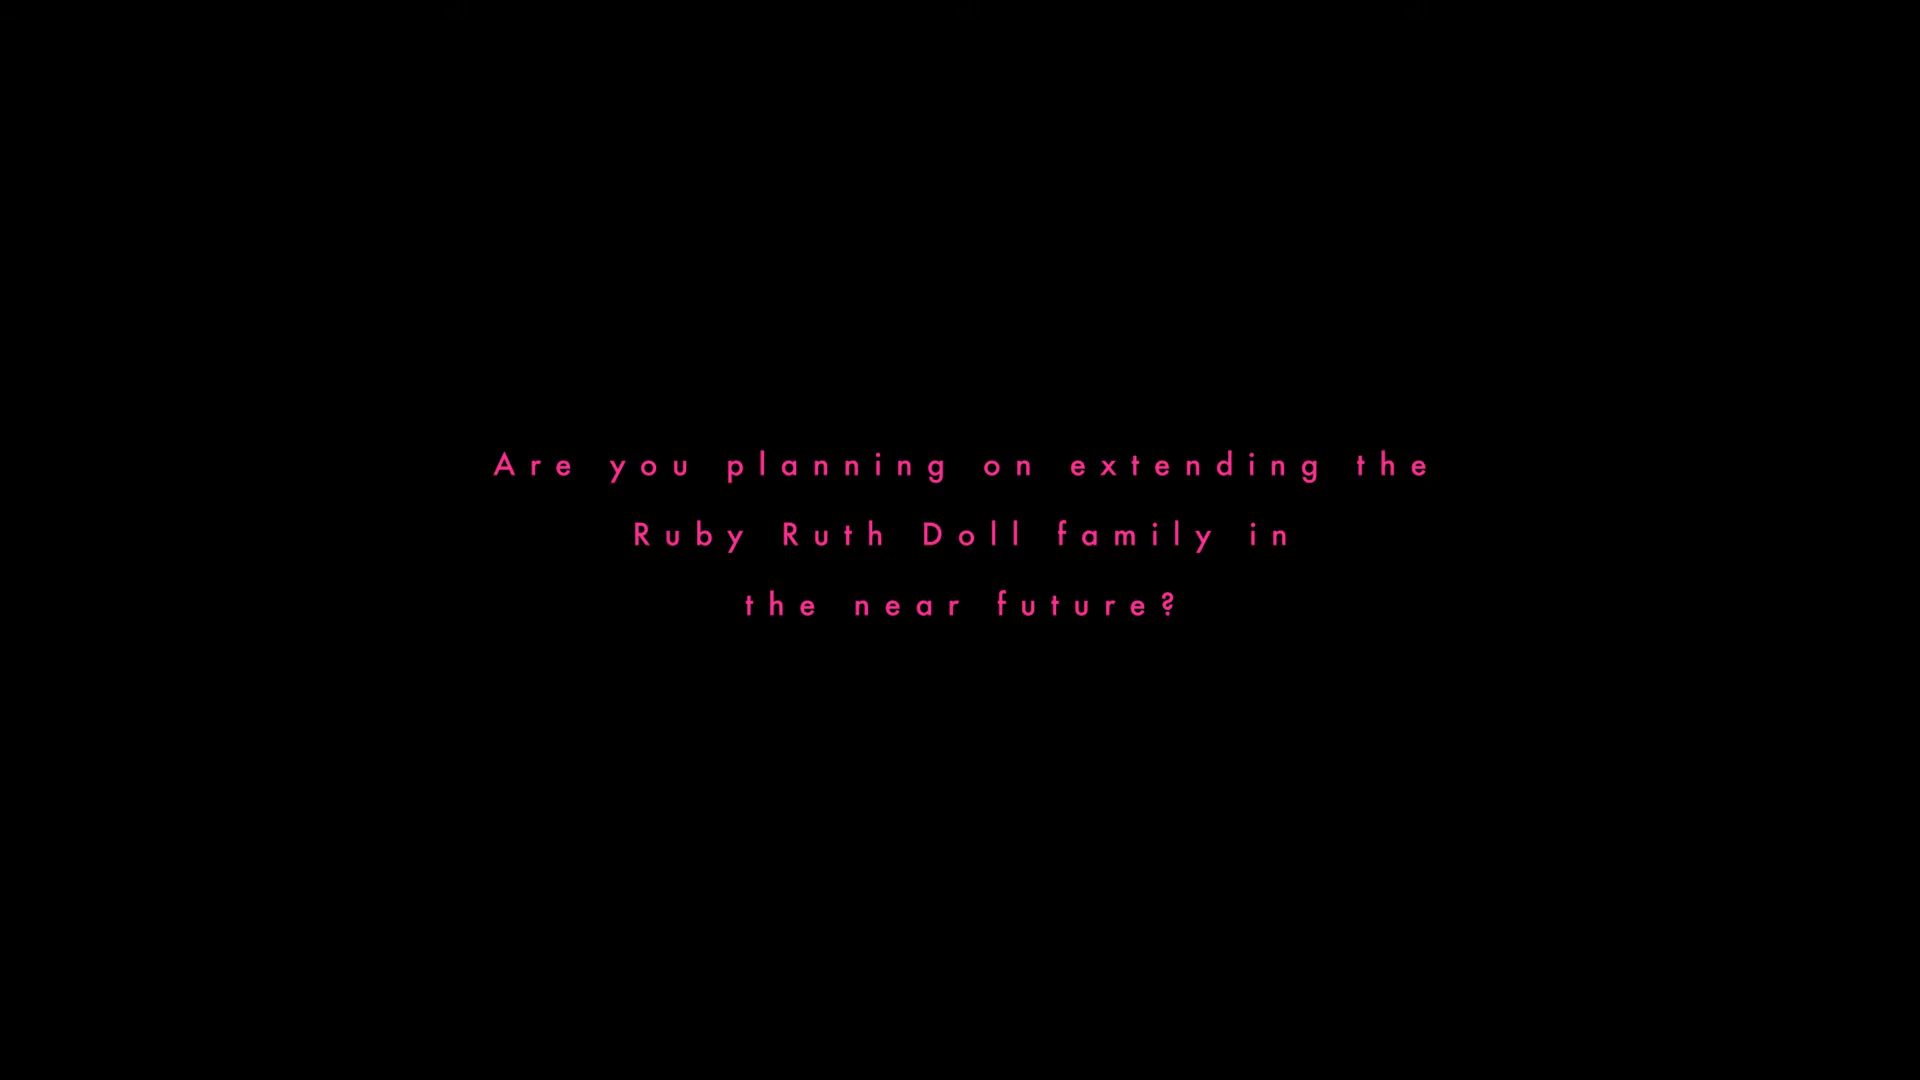 Are you planning on extending the
Ruby Ruth Doll family in
the near future?